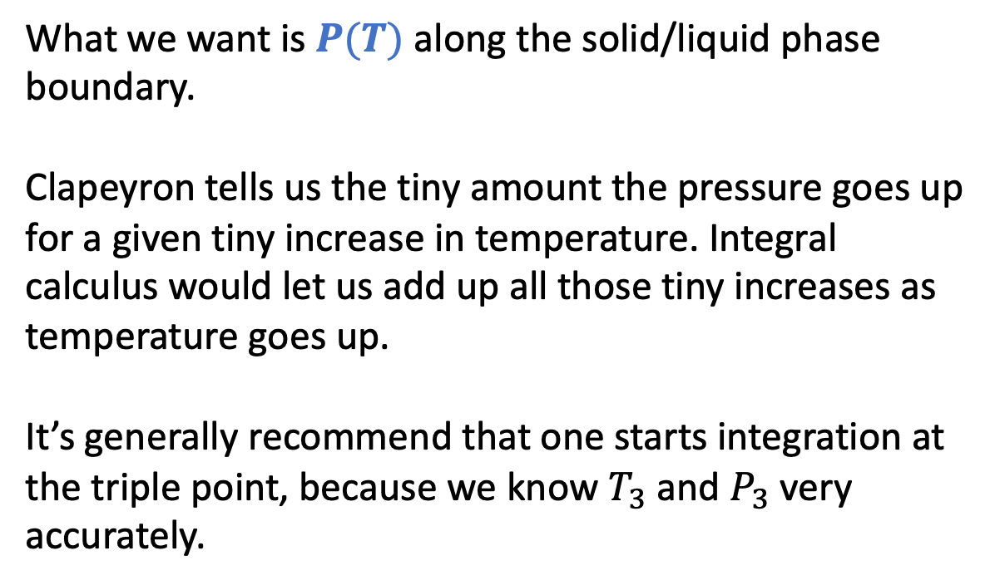 What we want is P(T) along the solid/liquid phase
boundary.
Clapeyron tells us the tiny amount the pressure goes up
for a given tiny increase in temperature. Integral
calculus would let us add up all those tiny increases as
temperature goes up.
It’s generally recommend that one starts integration at
the triple point, because we know T₃ and P₃ very
accurately.